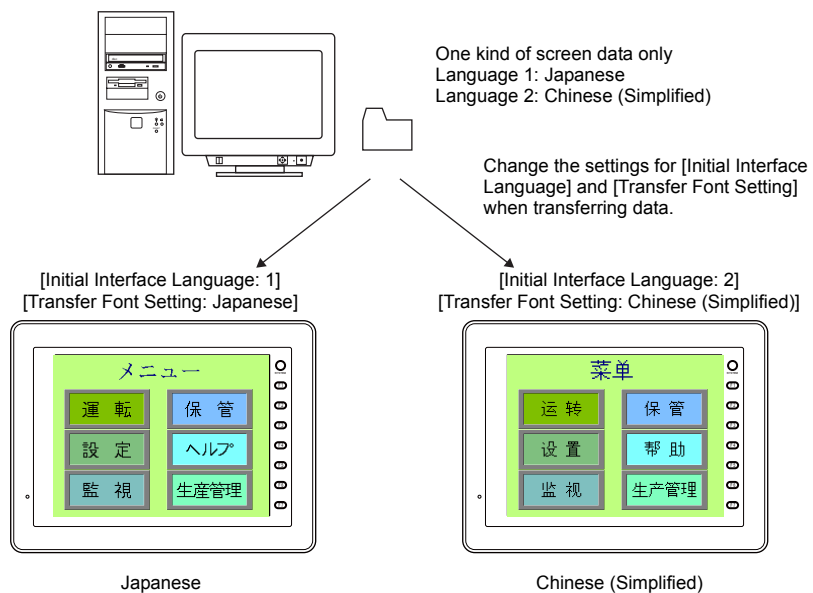 One kind of screen data only
Language 1: Japanese
Language 2: Chinese (Simplified)
Change the settings for [Initial Interface
Language] and [Transfer Font Setting]
when transferring data.
[Initial Interface Language: 1]
[Transfer Font Setting: Japanese]
メニュー
運 転
保 管
設 定
ヘルプ
監 視
生産管理
Japanese
[Initial Interface Language: 2]
[Transfer Font Setting: Chinese (Simplified)]
菜单
运 转
保 管
设 置
帮 助
监 视
生产管理
Chinese (Simplified)